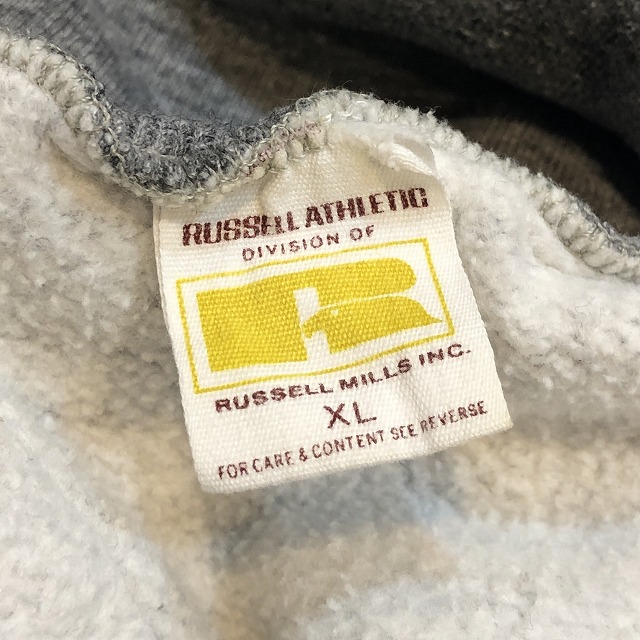 RUSSELL ATHLETIC
DIVISION OF
R
RUSSELL MILLS INC.
XL
FOR CARE & CONTENT SEE REVERSE